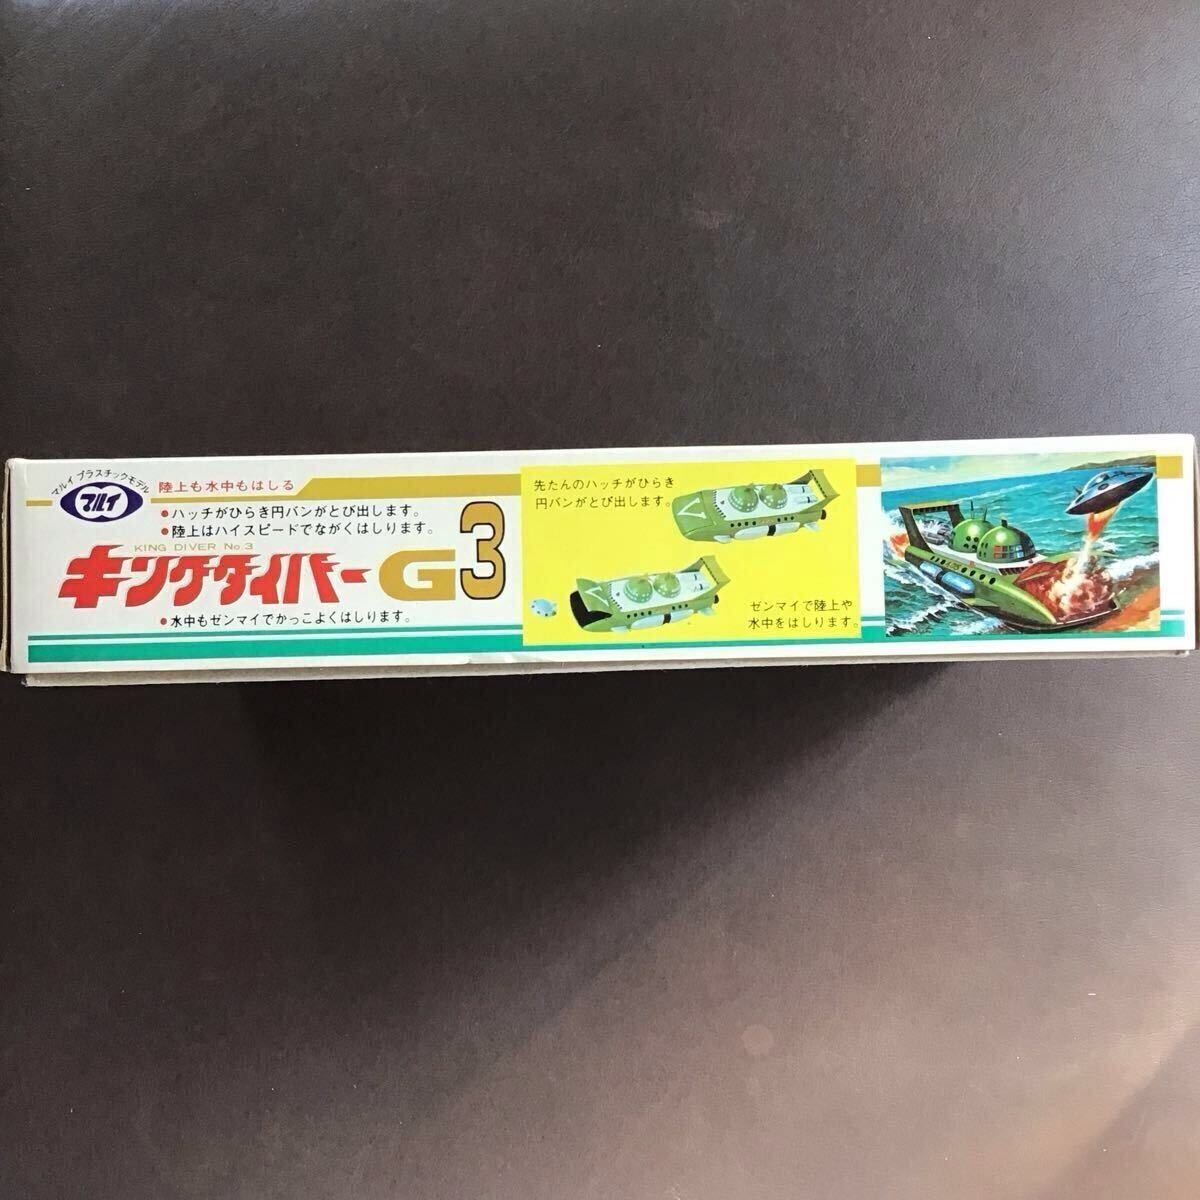 マルイ プラスチックモデル
マルイ
陸上も水中もはしる
●ハッチがひらき円バンがとび出します。
●陸上はハイスピードでながくはしります。
KING DIVER No.3
キングダイバーG3
●水中もゼンマイでかっこよくはしります。
先たんのハッチがひらき
円バンがとび出します。
ゼンマイで陸上や
水中をはしります。